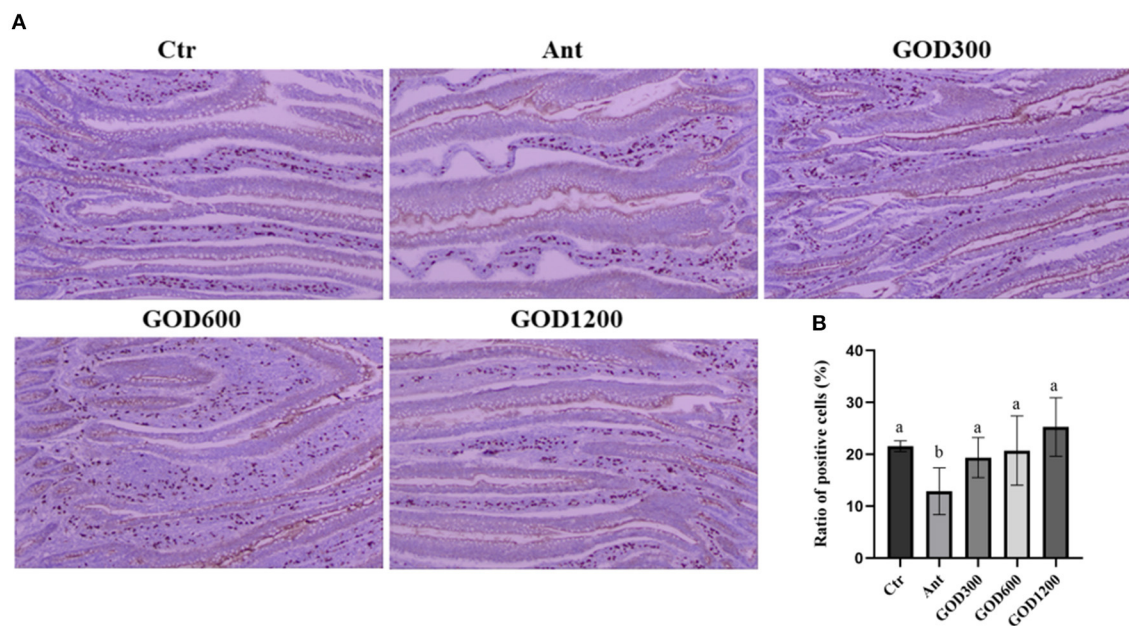 A
Ctr
Ant
GOD300
GOD600
GOD1200
B
Ratio of positive cells (%)
40
30
20
10
0
a
b
a
a
a
Ctr
Ant
GOD300
GOD600
GOD1200